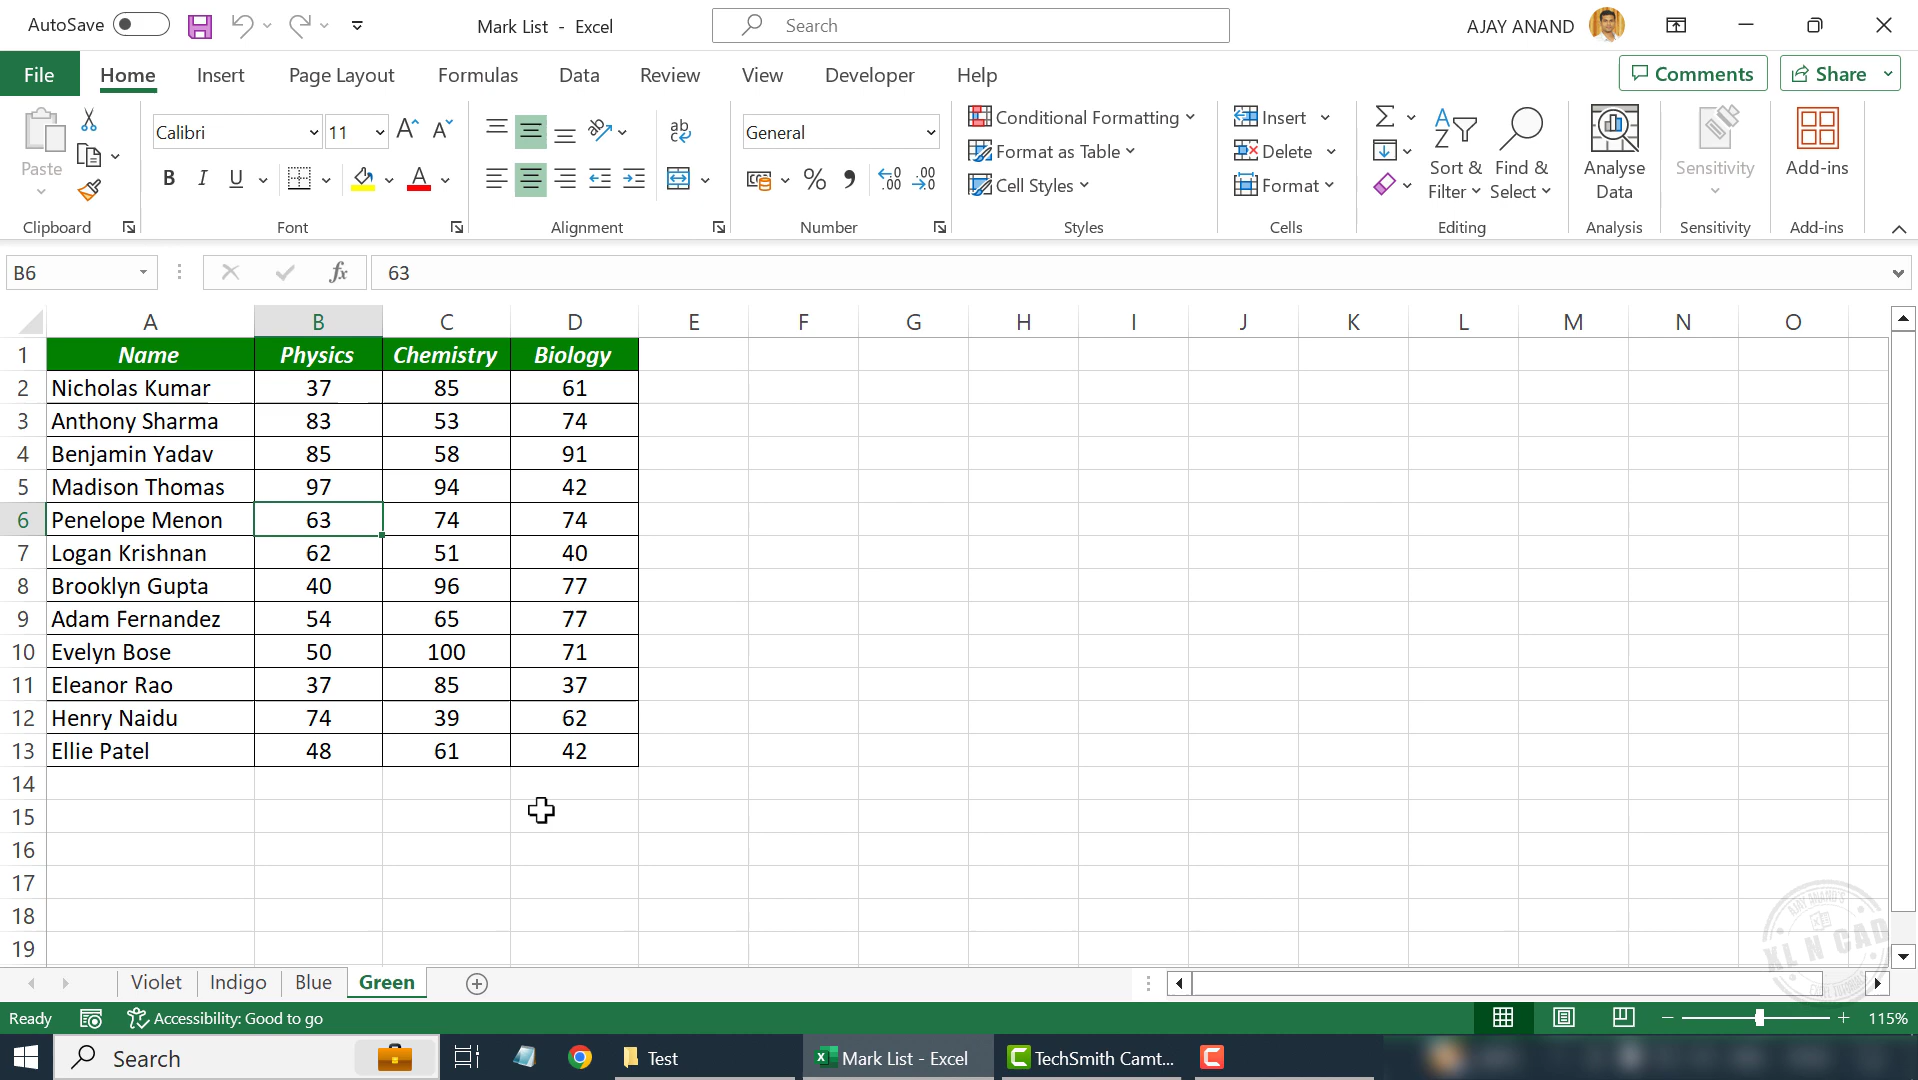 AutoSave
Mark List - Excel
Search
AJAY ANAND
File Home Insert Page Layout Formulas Data Review View Developer Help
Comments Share
Paste
Clipboard
Calibri 11
B I U
A
Font
ab
Alignment
General
%
Number
Conditional Formatting
Format as Table
Cell Styles
Styles
Insert
Delete
Format
Cells
Sort & Filter
Find & Select
Editing
Analyse Data
Analysis
Sensitivity
Sensitivity
Add-ins
Add-ins
B6 fx 63
A B C D E F G H I J K L M N O
1 Name Physics Chemistry Biology
2 Nicholas Kumar 37 85 61
3 Anthony Sharma 83 53 74
4 Benjamin Yadav 85 58 91
5 Madison Thomas 97 94 42
6 Penelope Menon 63 74 74
7 Logan Krishnan 62 51 40
8 Brooklyn Gupta 40 96 77
9 Adam Fernandez 54 65 77
10 Evelyn Bose 50 100 71
11 Eleanor Rao 37 85 37
12 Henry Naidu 74 39 62
13 Ellie Patel 48 61 42
14
15
16
17
18
19
AJAY ANAND'S
XL N CAD
Violet Indigo Blue Green
Ready Accessibility: Good to go 115%
Search Test Mark List - Excel TechSmith Camt...